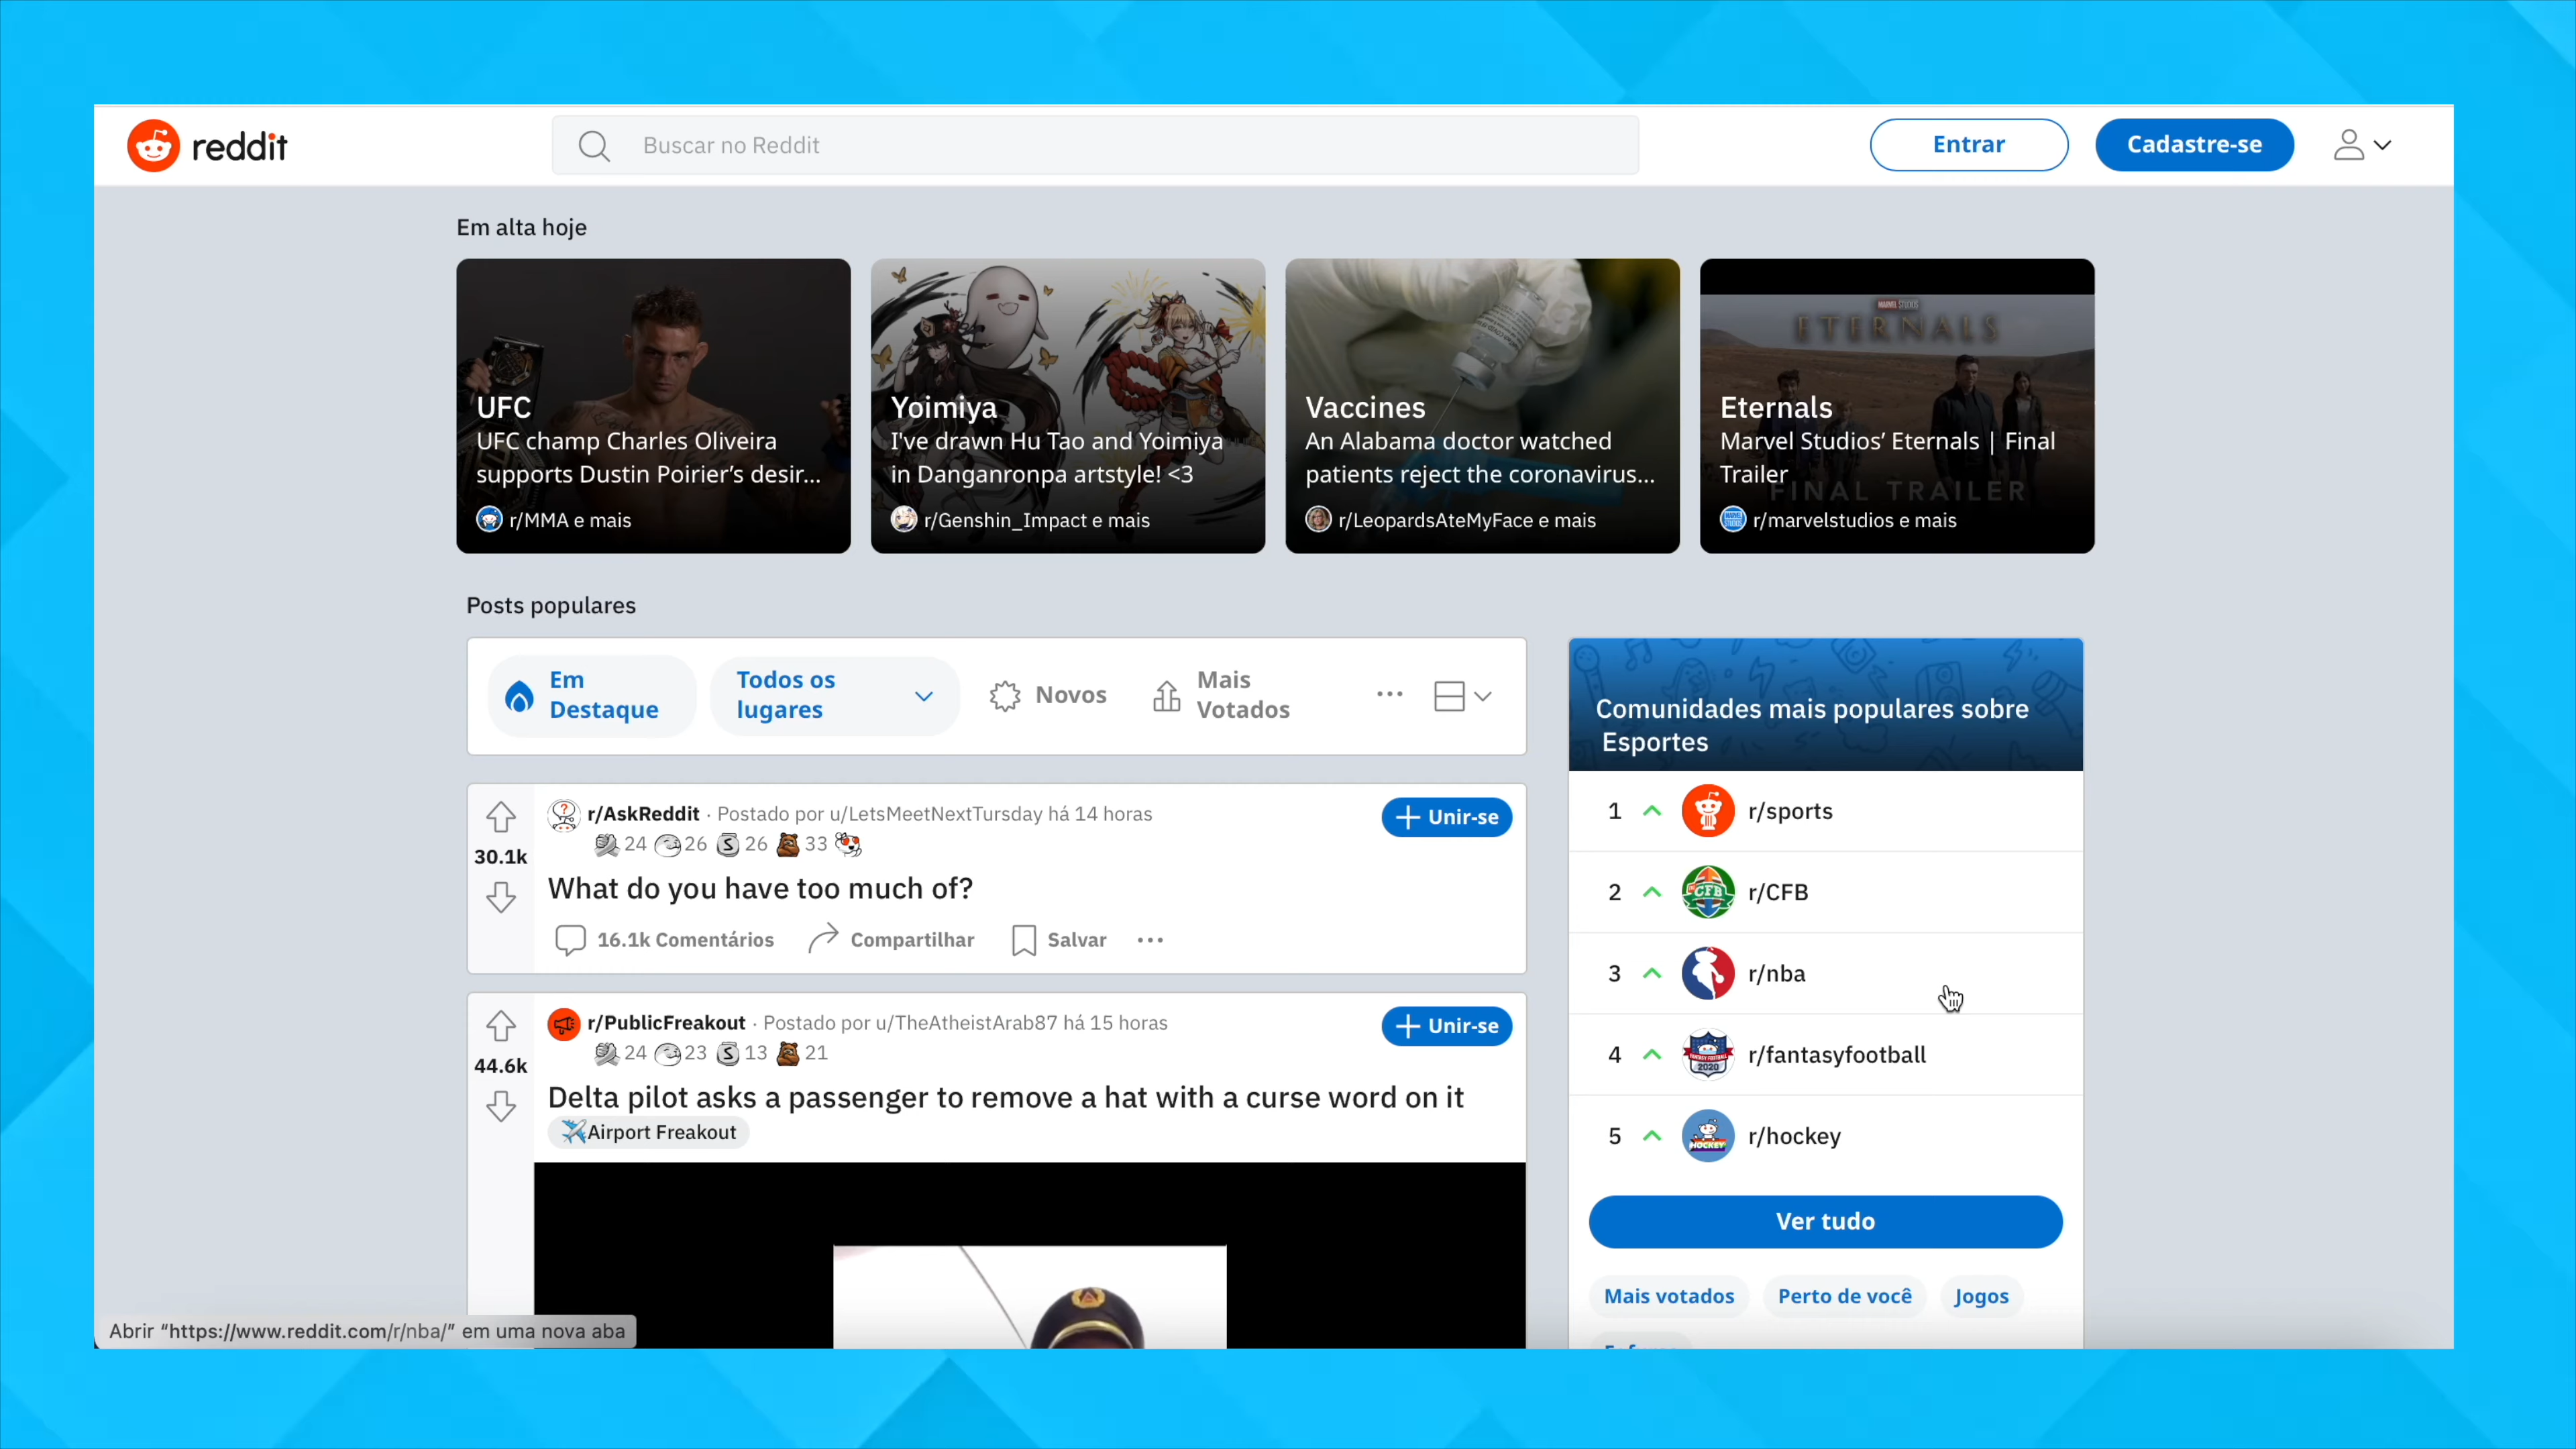 reddit
Buscar no Reddit
Entrar
Cadastre-se
Em alta hoje
UFC
UFC champ Charles Oliveira
supports Dustin Poirier's desir...
r/MMA e mais
Yoimiya
I've drawn Hu Tao and Yoimiya
in Danganronpa artstyle! <3
r/Genshin_Impact e mais
Vaccines
An Alabama doctor watched
patients reject the coronavirus...
r/LeopardsAteMyFace e mais
MARVEL STUDIOS
ETERNALS
Eternals
Marvel Studios' Eternals | Final
Trailer
FINAL TRAILER
r/marvelstudios e mais
Posts populares
Em
Destaque
Todos os
lugares
Novos
Mais
Votados
30.1k
r/AskReddit · Postado por u/LetsMeetNextTursday há 14 horas
24 26 26 33
Unir-se
What do you have too much of?
16.1k Comentários
Compartilhar
Salvar
44.6k
r/PublicFreakout · Postado por u/TheAtheistArab87 há 15 horas
24 23 13 21
Unir-se
Delta pilot asks a passenger to remove a hat with a curse word on it
Airport Freakout
Comunidades mais populares sobre
Esportes
1 r/sports
2 CFB r/CFB
3 r/nba
4 FANTASY FOOTBALL 2020 r/fantasyfootball
5 HOCKEY r/hockey
Ver tudo
Mais votados
Perto de você
Jogos
Abrir “https://www.reddit.com/r/nba/” em uma nova aba